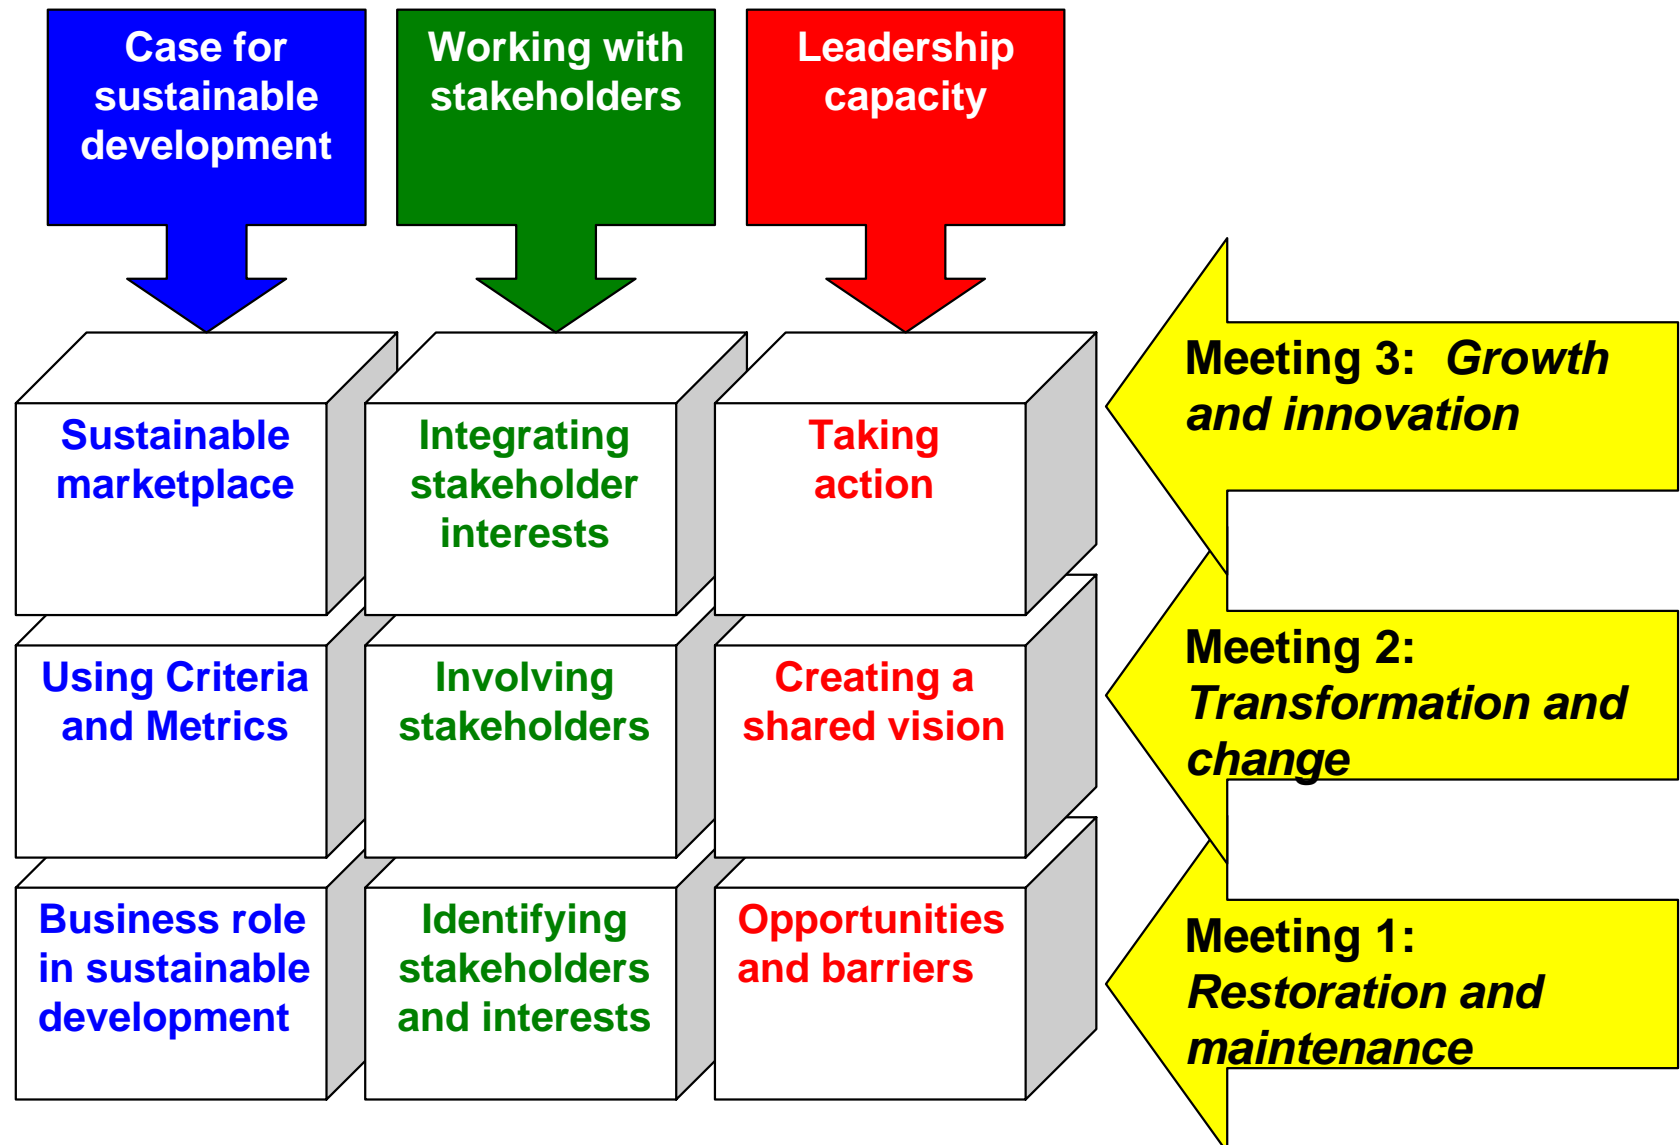 Case for
sustainable
development
Working with
stakeholders
Leadership
capacity
Sustainable
marketplace
Integrating
stakeholder
interests
Taking
action
Meeting 3: Growth
and innovation
Using Criteria
and Metrics
Involving
stakeholders
Creating a
shared vision
Meeting 2:
Transformation and
change
Business role
in sustainable
development
Identifying
stakeholders
and interests
Opportunities
and barriers
Meeting 1:
Restoration and
maintenance